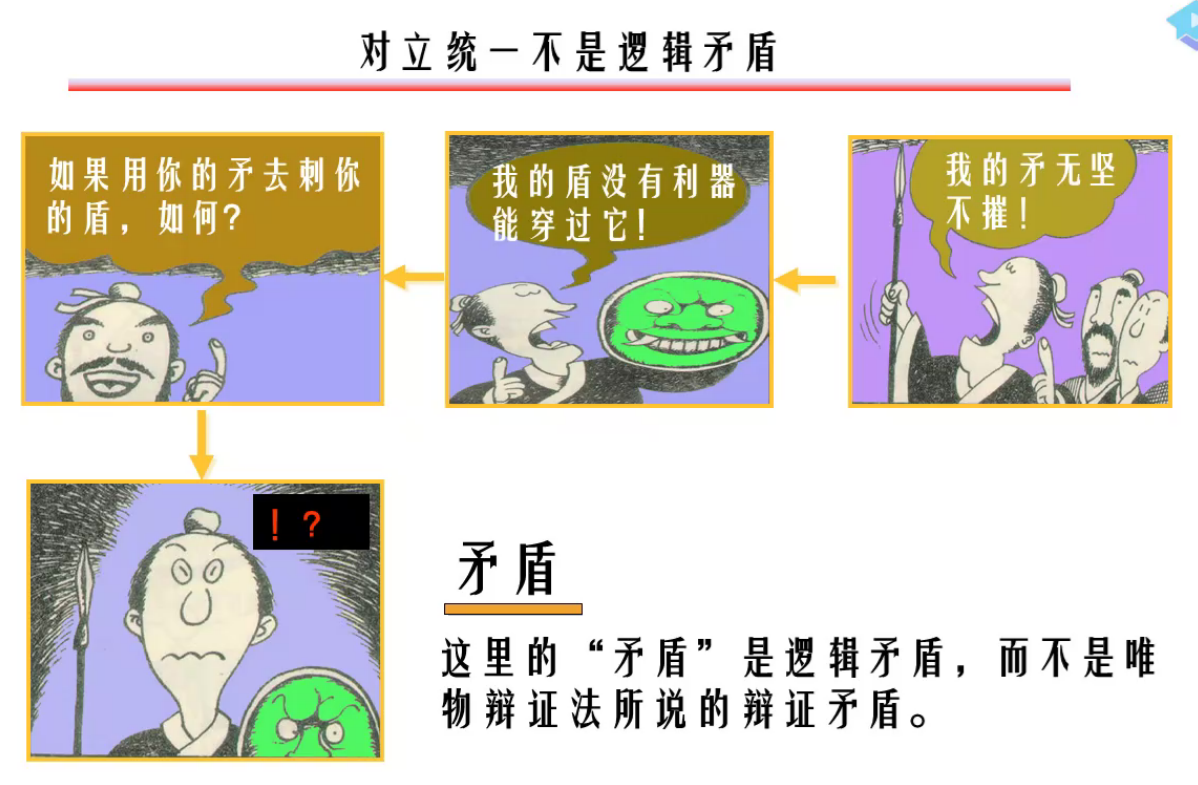 对立统一不是逻辑矛盾
我的矛无坚
不摧！
我的盾没有利器
能穿过它！
如果用你的矛去刺你
的盾，如何？
！？
矛盾
这里的“矛盾”是逻辑矛盾，而不是唯
物辩证法所说的辩证矛盾。